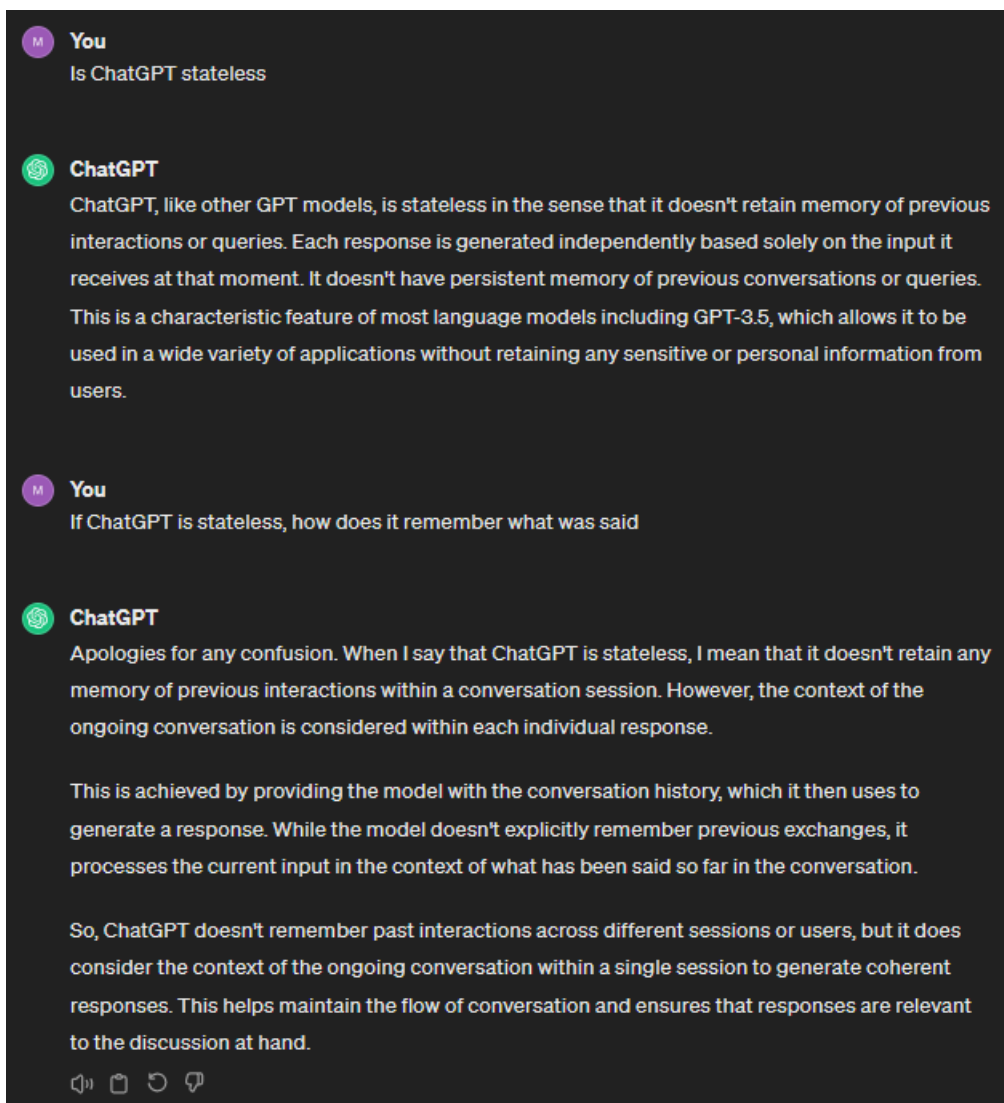 M
You
Is ChatGPT stateless
ChatGPT
ChatGPT, like other GPT models, is stateless in the sense that it doesn't retain memory of previous
interactions or queries. Each response is generated independently based solely on the input it
receives at that moment. It doesn't have persistent memory of previous conversations or queries.
This is a characteristic feature of most language models including GPT-3.5, which allows it to be
used in a wide variety of applications without retaining any sensitive or personal information from
users.
M
You
If ChatGPT is stateless, how does it remember what was said
ChatGPT
Apologies for any confusion. When I say that ChatGPT is stateless, I mean that it doesn't retain any
memory of previous interactions within a conversation session. However, the context of the
ongoing conversation is considered within each individual response.
This is achieved by providing the model with the conversation history, which it then uses to
generate a response. While the model doesn't explicitly remember previous exchanges, it
processes the current input in the context of what has been said so far in the conversation.
So, ChatGPT doesn't remember past interactions across different sessions or users, but it does
consider the context of the ongoing conversation within a single session to generate coherent
responses. This helps maintain the flow of conversation and ensures that responses are relevant
to the discussion at hand.